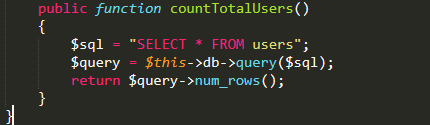 public function countTotalUsers()
{
$sql = "SELECT * FROM users";
$query = $this->db->query($sql);
return $query->num_rows();
}
}